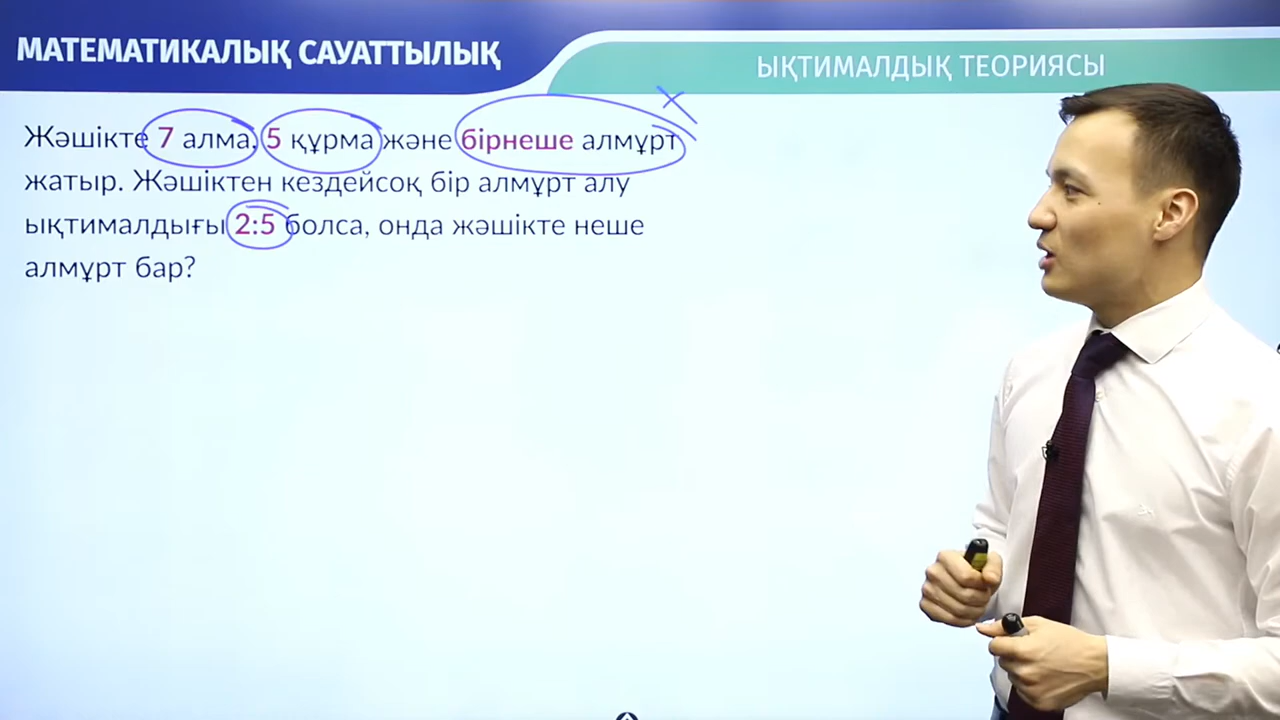 МАТЕМАТИКАЛЫҚ САУАТТЫЛЫҚ
ЫҚТИМАЛДЫҚ ТЕОРИЯСЫ
x
Жәшікте 7 алма, 5 құрма және бірнеше алмұрт
жатыр. Жәшіктен кездейсоқ бір алмұрт алу
ықтималдығы 2:5 болса, онда жәшікте неше
алмұрт бар?